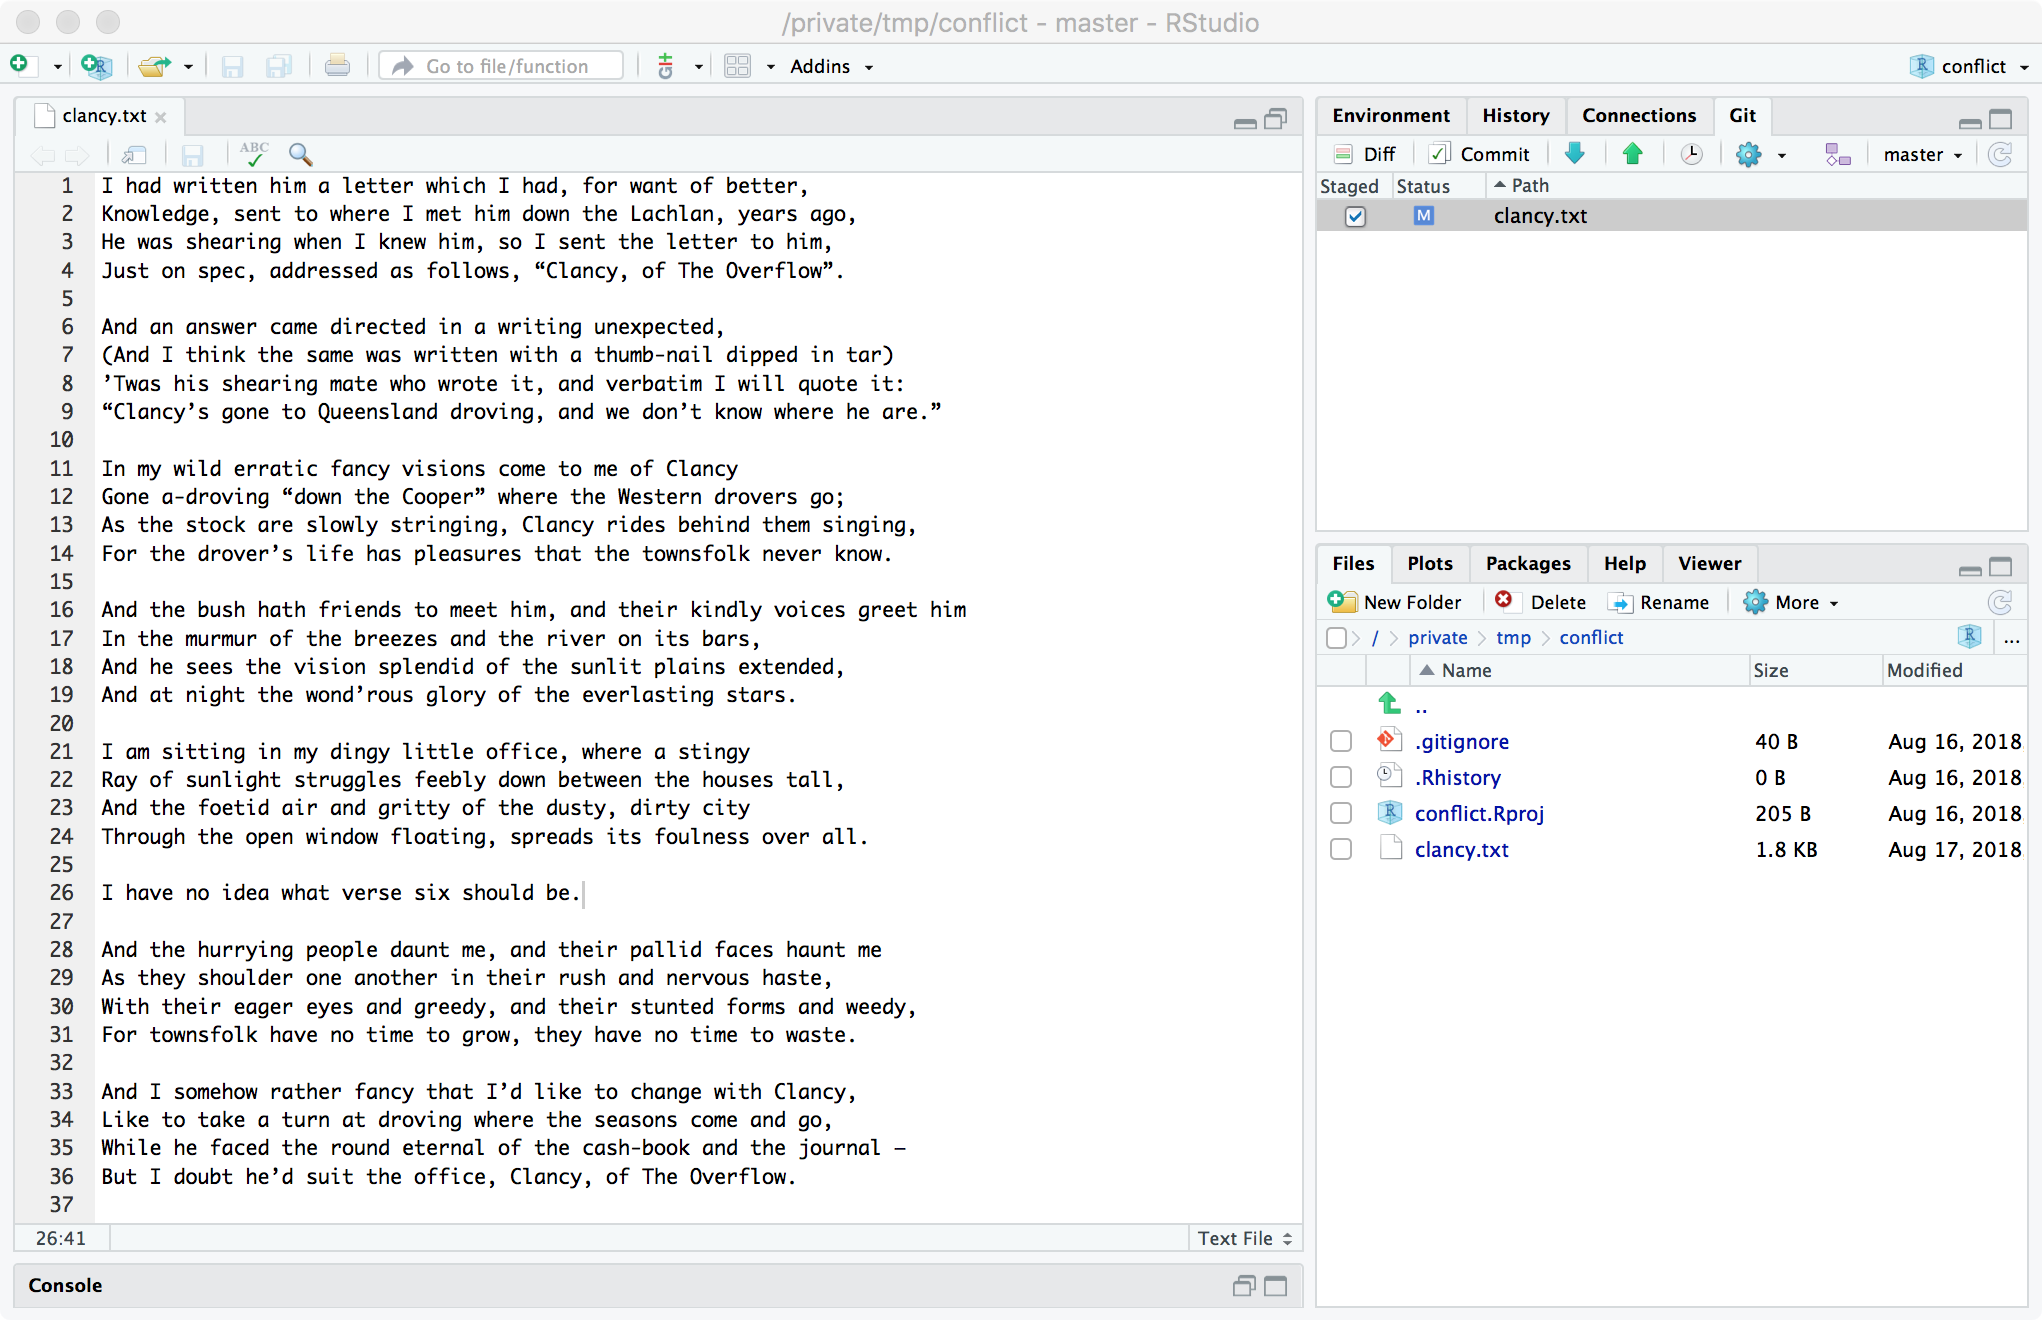 /private/tmp/conflict - master - RStudio
Go to file/function
Addins
conflict
clancy.txt
ABC
1 I had written him a letter which I had, for want of better,
2 Knowledge, sent to where I met him down the Lachlan, years ago,
3 He was shearing when I knew him, so I sent the letter to him,
4 Just on spec, addressed as follows, “Clancy, of The Overflow”.
5
6 And an answer came directed in a writing unexpected,
7 (And I think the same was written with a thumb-nail dipped in tar)
8 ’Twas his shearing mate who wrote it, and verbatim I will quote it:
9 “Clancy’s gone to Queensland droving, and we don’t know where he are.”
10
11 In my wild erratic fancy visions come to me of Clancy
12 Gone a-droving “down the Cooper” where the Western drovers go;
13 As the stock are slowly stringing, Clancy rides behind them singing,
14 For the drover’s life has pleasures that the townsfolk never know.
15
16 And the bush hath friends to meet him, and their kindly voices greet him
17 In the murmur of the breezes and the river on its bars,
18 And he sees the vision splendid of the sunlit plains extended,
19 And at night the wond’rous glory of the everlasting stars.
20
21 I am sitting in my dingy little office, where a stingy
22 Ray of sunlight struggles feebly down between the houses tall,
23 And the foetid air and gritty of the dusty, dirty city
24 Through the open window floating, spreads its foulness over all.
25
26 I have no idea what verse six should be.
27
28 And the hurrying people daunt me, and their pallid faces haunt me
29 As they shoulder one another in their rush and nervous haste,
30 With their eager eyes and greedy, and their stunted forms and weedy,
31 For townsfolk have no time to grow, they have no time to waste.
32
33 And I somehow rather fancy that I’d like to change with Clancy,
34 Like to take a turn at droving where the seasons come and go,
35 While he faced the round eternal of the cash-book and the journal —
36 But I doubt he’d suit the office, Clancy, of The Overflow.
37
26:41 Text File
Console
Environment History Connections Git
Diff Commit master
Staged Status Path
M clancy.txt
Files Plots Packages Help Viewer
New Folder Delete Rename More
/ private tmp conflict ...
Name Size Modified
..
.gitignore 40 B Aug 16, 2018
.Rhistory 0 B Aug 16, 2018
conflict.Rproj 205 B Aug 16, 2018
clancy.txt 1.8 KB Aug 17, 2018